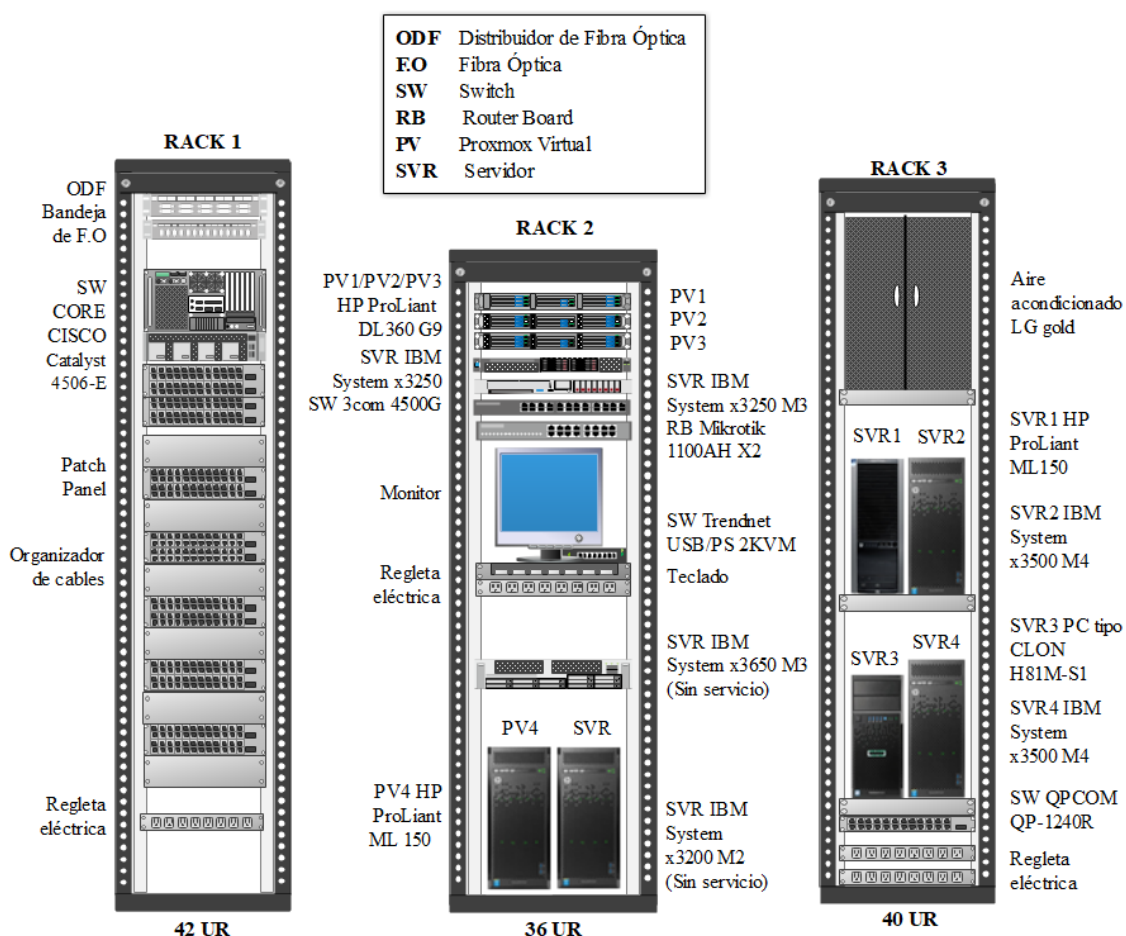 ODF Distribuidor de Fibra Óptica
F.O Fibra Óptica
SW Switch
RB Router Board
PV Proxmox Virtual
SVR Servidor
RACK 1
ODF
Bandeja
de F.O
SW
CORE
CISCO
Catalyst
4506-E
Patch
Panel
Organizador
de cables
Regleta
eléctrica
42 UR
RACK 2
PV1/PV2/PV3
HP ProLiant
DL360 G9
SVR IBM
System x3250
SW 3com 4500G
Monitor
Regleta
eléctrica
PV4 HP
ProLiant
ML 150
PV1
PV2
PV3
SVR IBM
System x3250 M3
RB Mikrotik
1100AH X2
SW Trendnet
USB/PS 2KVM
Teclado
SVR IBM
System x3650 M3
(Sin servicio)
PV4 SVR
SVR IBM
System
x3200 M2
(Sin servicio)
36 UR
RACK 3
Aire
acondicionado
LG gold
SVR1 SVR2
SVR1 HP
ProLiant
ML150
SVR2 IBM
System
x3500 M4
SVR3 SVR4
SVR3 PC tipo
CLON
H81M-S1
SVR4 IBM
System
x3500 M4
SW QPCOM
QP-1240R
Regleta
eléctrica
40 UR